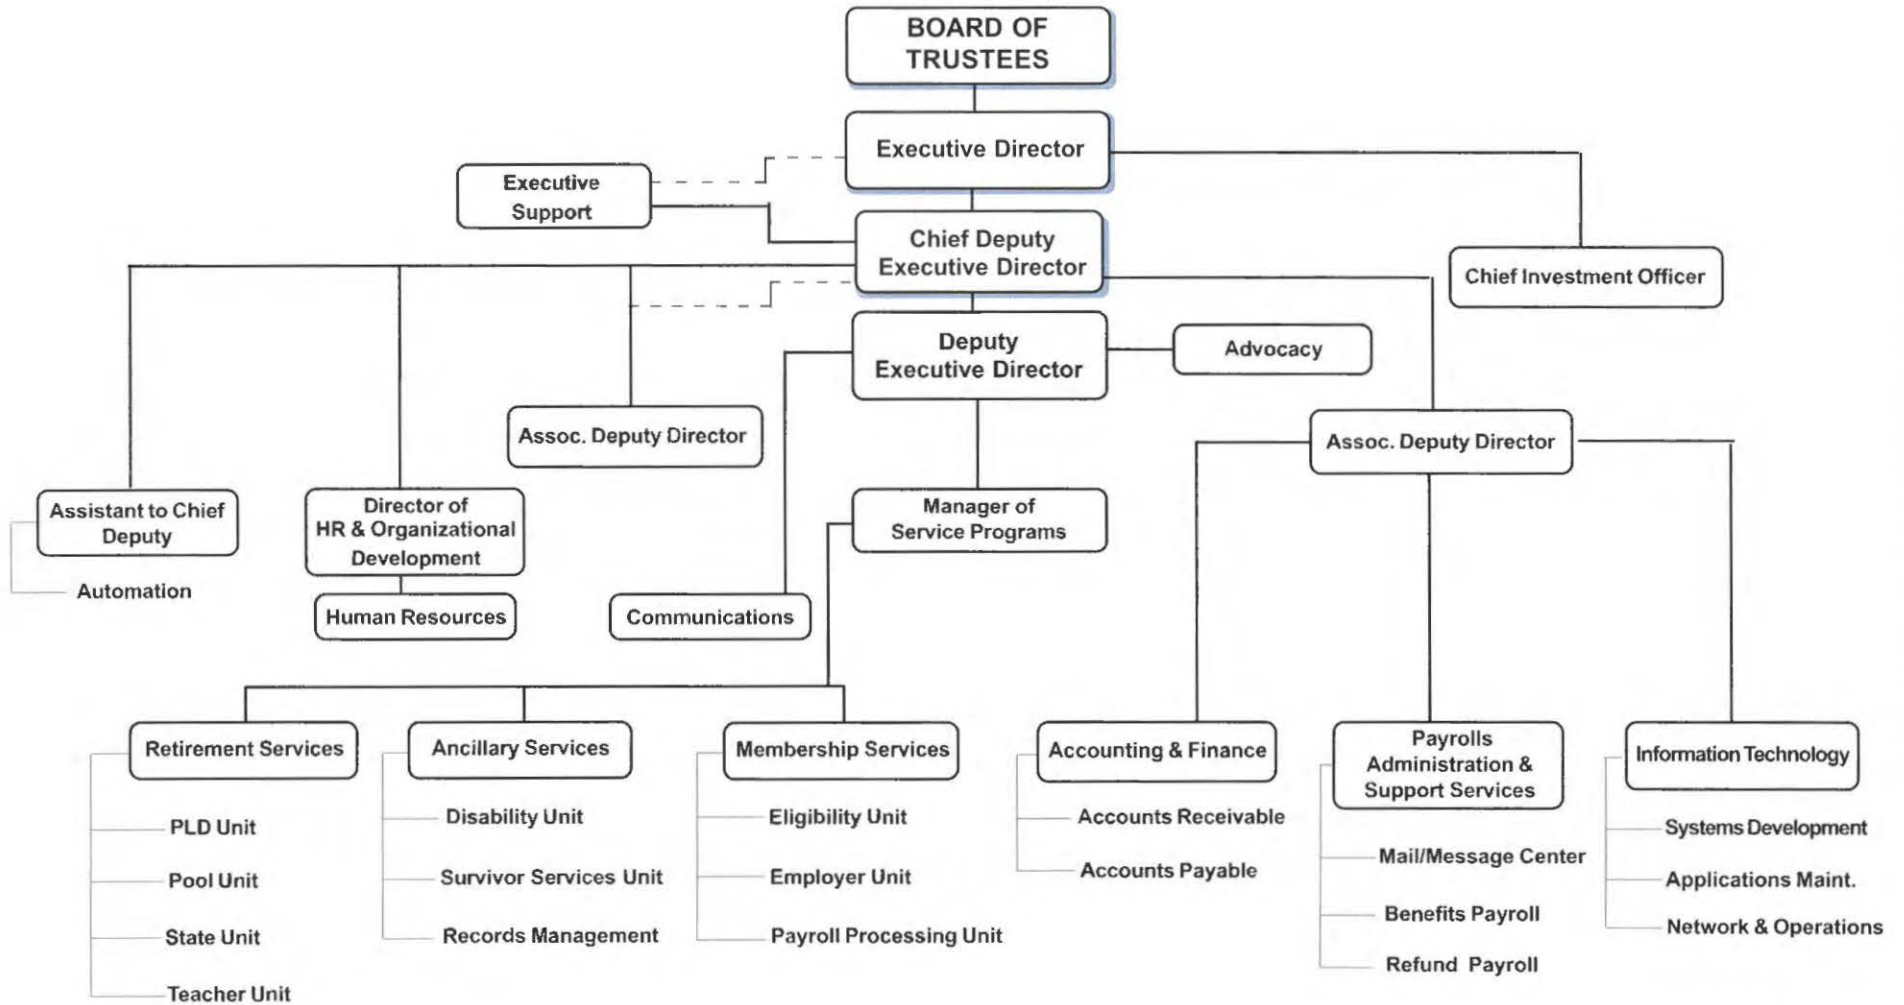 BOARD OF
TRUSTEES
Executive Director
Executive
Support
Chief Deputy
Executive Director
Chief Investment Officer
Deputy
Executive Director
Advocacy
Assoc. Deputy Director
Assoc. Deputy Director
Assistant to Chief
Deputy
Automation
Director of
HR & Organizational
Development
Human Resources
Manager of
Service Programs
Communications
Retirement Services
PLD Unit
Pool Unit
State Unit
Teacher Unit
Ancillary Services
Disability Unit
Survivor Services Unit
Records Management
Membership Services
Eligibility Unit
Employer Unit
Payroll Processing Unit
Accounting & Finance
Accounts Receivable
Accounts Payable
Payrolls
Administration &
Support Services
Mail/Message Center
Benefits Payroll
Refund Payroll
Information Technology
Systems Development
Applications Maint.
Network & Operations